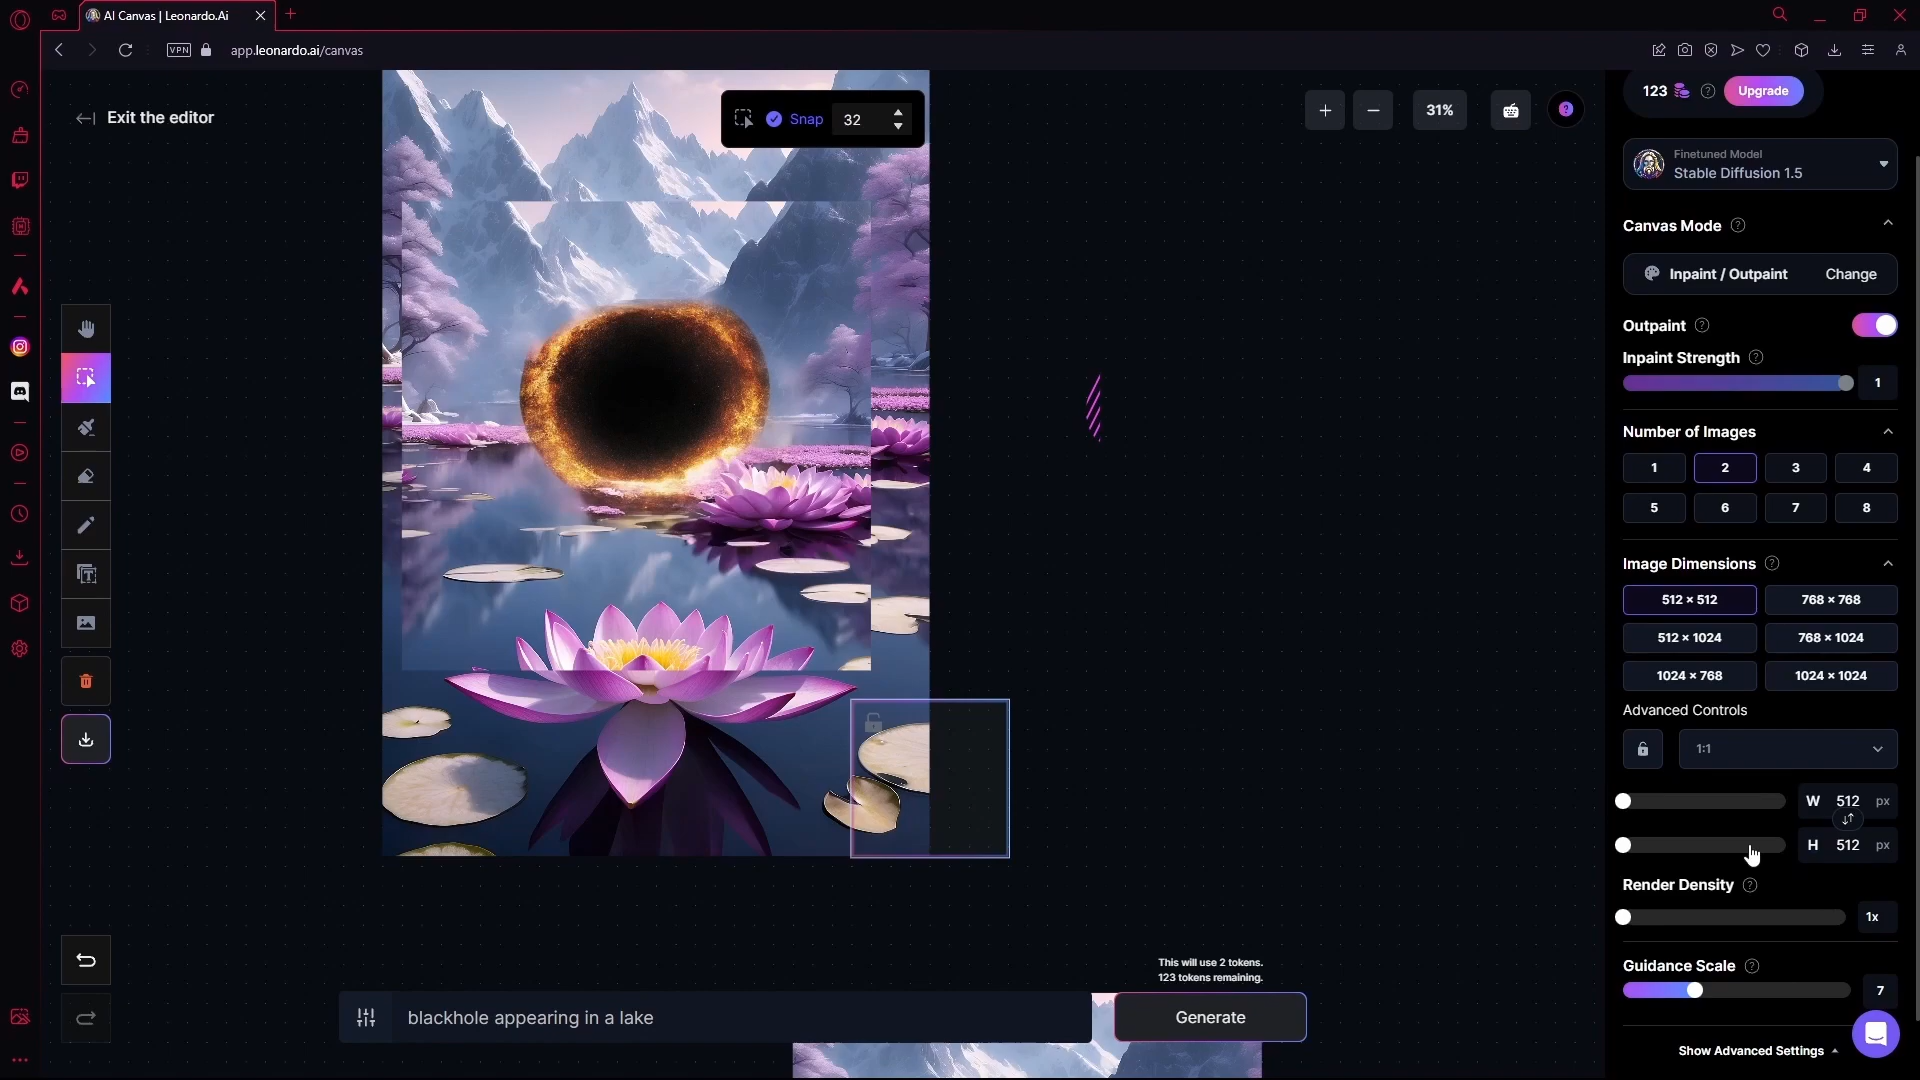 AI Canvas | Leonardo.Ai
VPN
app.leonardo.ai/canvas
Exit the editor
Snap
32
31%
?
123
?
Upgrade
Finetuned Model
Stable Diffusion 1.5
Canvas Mode ?
Inpaint / Outpaint
Change
Outpaint ?
Inpaint Strength ?
1
Number of Images
1
2
3
4
5
6
7
8
Image Dimensions ?
512 × 512
768 × 768
512 × 1024
768 × 1024
1024 × 768
1024 × 1024
Advanced Controls
1:1
W 512 px
H 512 px
Render Density ?
1x
Guidance Scale ?
7
Show Advanced Settings
This will use 2 tokens.
123 tokens remaining.
blackhole appearing in a lake
Generate